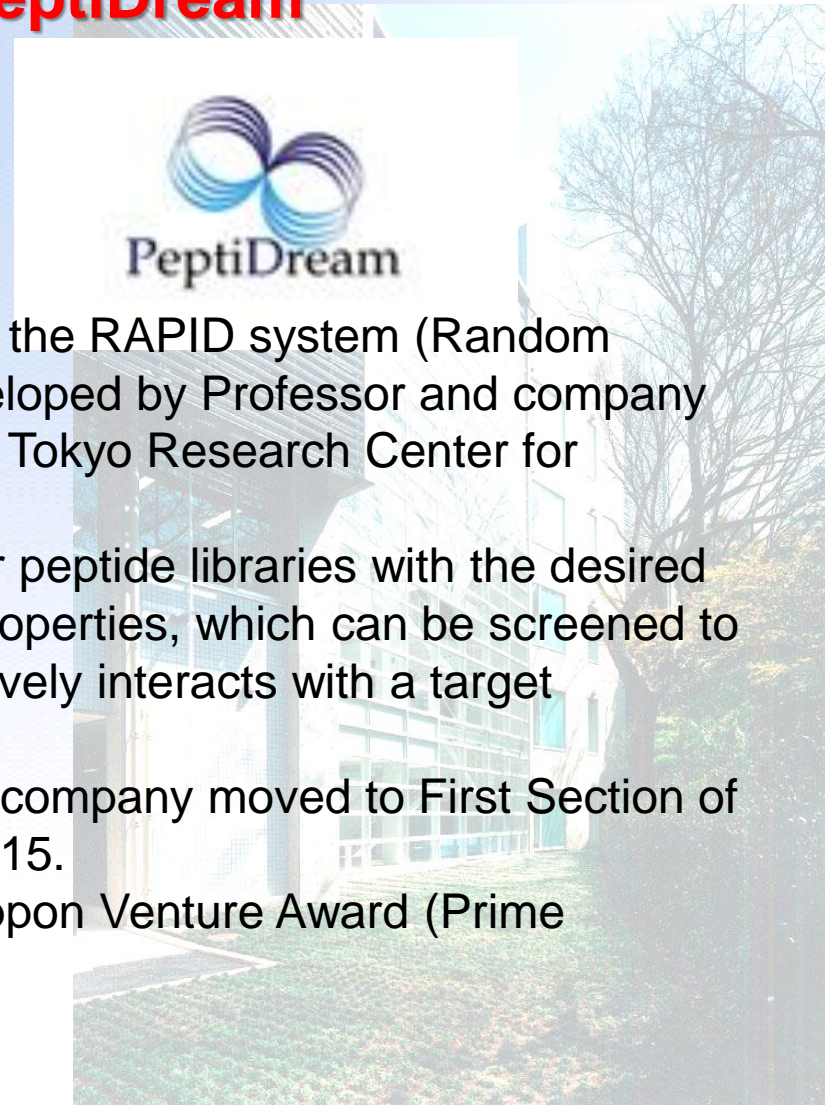 eptiDream
PeptiDream
the RAPID system (Random
eloped by Professor and company
Tokyo Research Center for
r peptide libraries with the desired
operties, which can be screened to
vely interacts with a target
company moved to First Section of
15.
opon Venture Award (Prime